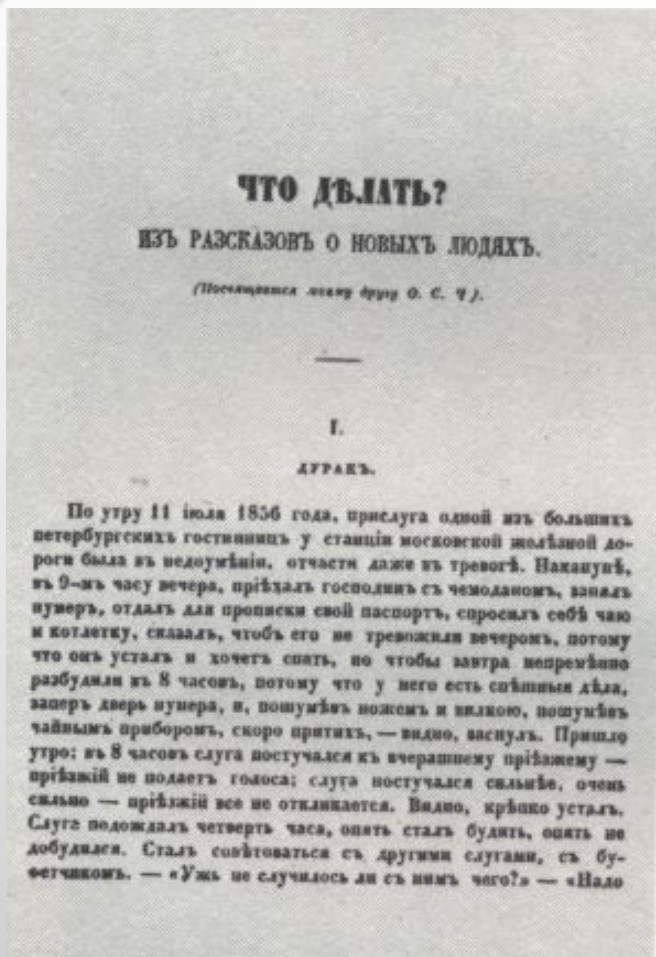 ЧТО ДѢЛАТЬ?
ИЗЪ РАЗСКАЗОВЪ О НОВЫХЪ ЛЮДЯХЪ.
(Посвящается моему другу О. С. Ч).
I.
ДУРАКЪ.
По утру 11 іюля 1856 года, прислуга одной изъ большихъ
петербургскихъ гостинницъ у станціи московской желѣзной до-
роги была въ недоумѣніи, отчасти даже въ тревогѣ. Наканунѣ,
въ 9-мъ часу вечера, пріѣхалъ господинъ съ чемоданомъ, занялъ
нумеръ, отдалъ для прописки свой паспортъ, спросилъ себѣ чаю
и котлетку, сказалъ, чтобъ его не тревожили вечеромъ, потому
что онъ усталъ и хочетъ спать, но чтобы завтра непремѣнно
разбудили въ 8 часовъ, потому что у него есть спѣшныя дѣла,
заперъ дверь нумера, и, пошумѣвъ ножемъ и вилкою, пошумѣвъ
чайнымъ приборомъ, скоро притихъ, — видно, заснулъ. Пришло
утро; въ 8 часовъ слуга постучался къ вчерашнему пріѣзжему —
пріѣзжій не подаетъ голоса; слуга постучался сильнѣе, очень
сильно — пріѣзжій все не откликается. Видно, крѣпко усталъ.
Слуга подождалъ четверть часа, опять сталъ будить, опять не
добудился. Сталъ совѣтоваться съ другими слугами, съ бу-
фетчикомъ. — «Ужь не случилось ли съ нимъ чего?» — «Надо